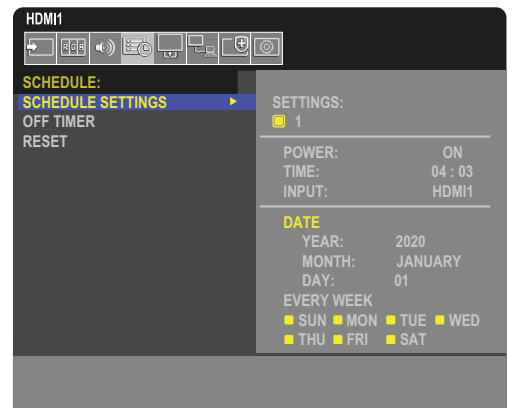 HDMI1
RGB
SCHEDULE:
SCHEDULE SETTINGS
OFF TIMER
RESET
SETTINGS:
1
POWER: ON
TIME: 04 : 03
INPUT: HDMI1
DATE
YEAR: 2020
MONTH: JANUARY
DAY: 01
EVERY WEEK
SUN MON TUE WED
THU FRI SAT